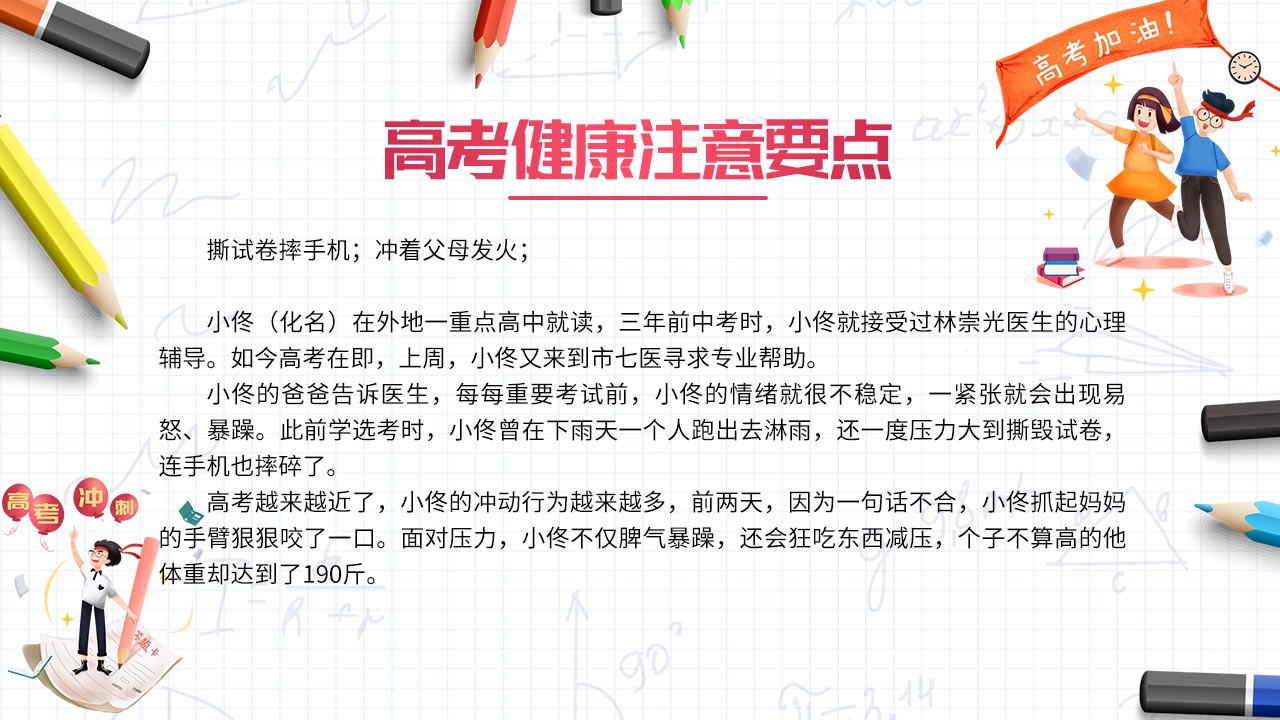 高考加油！
高考健康注意要点
撕试卷摔手机；冲着父母发火；
小佟（化名）在外地一重点高中就读，三年前中考时，小佟就接受过林崇光医生的心理
辅导。如今高考在即，上周，小佟又来到市七医寻求专业帮助。
小佟的爸爸告诉医生，每每重要考试前，小佟的情绪就很不稳定，一紧张就会出现易
怒、暴躁。此前学选考时，小佟曾在下雨天一个人跑出去淋雨，还一度压力大到撕毁试卷，
连手机也摔碎了。
高考越来越近了，小佟的冲动行为越来越多，前两天，因为一句话不合，小佟抓起妈妈
的手臂狠狠咬了一口。面对压力，小佟不仅脾气暴躁，还会狂吃东西减压，个子不算高的他
体重却达到了190斤。
高考冲刺
答题卡
90°
π=3.14